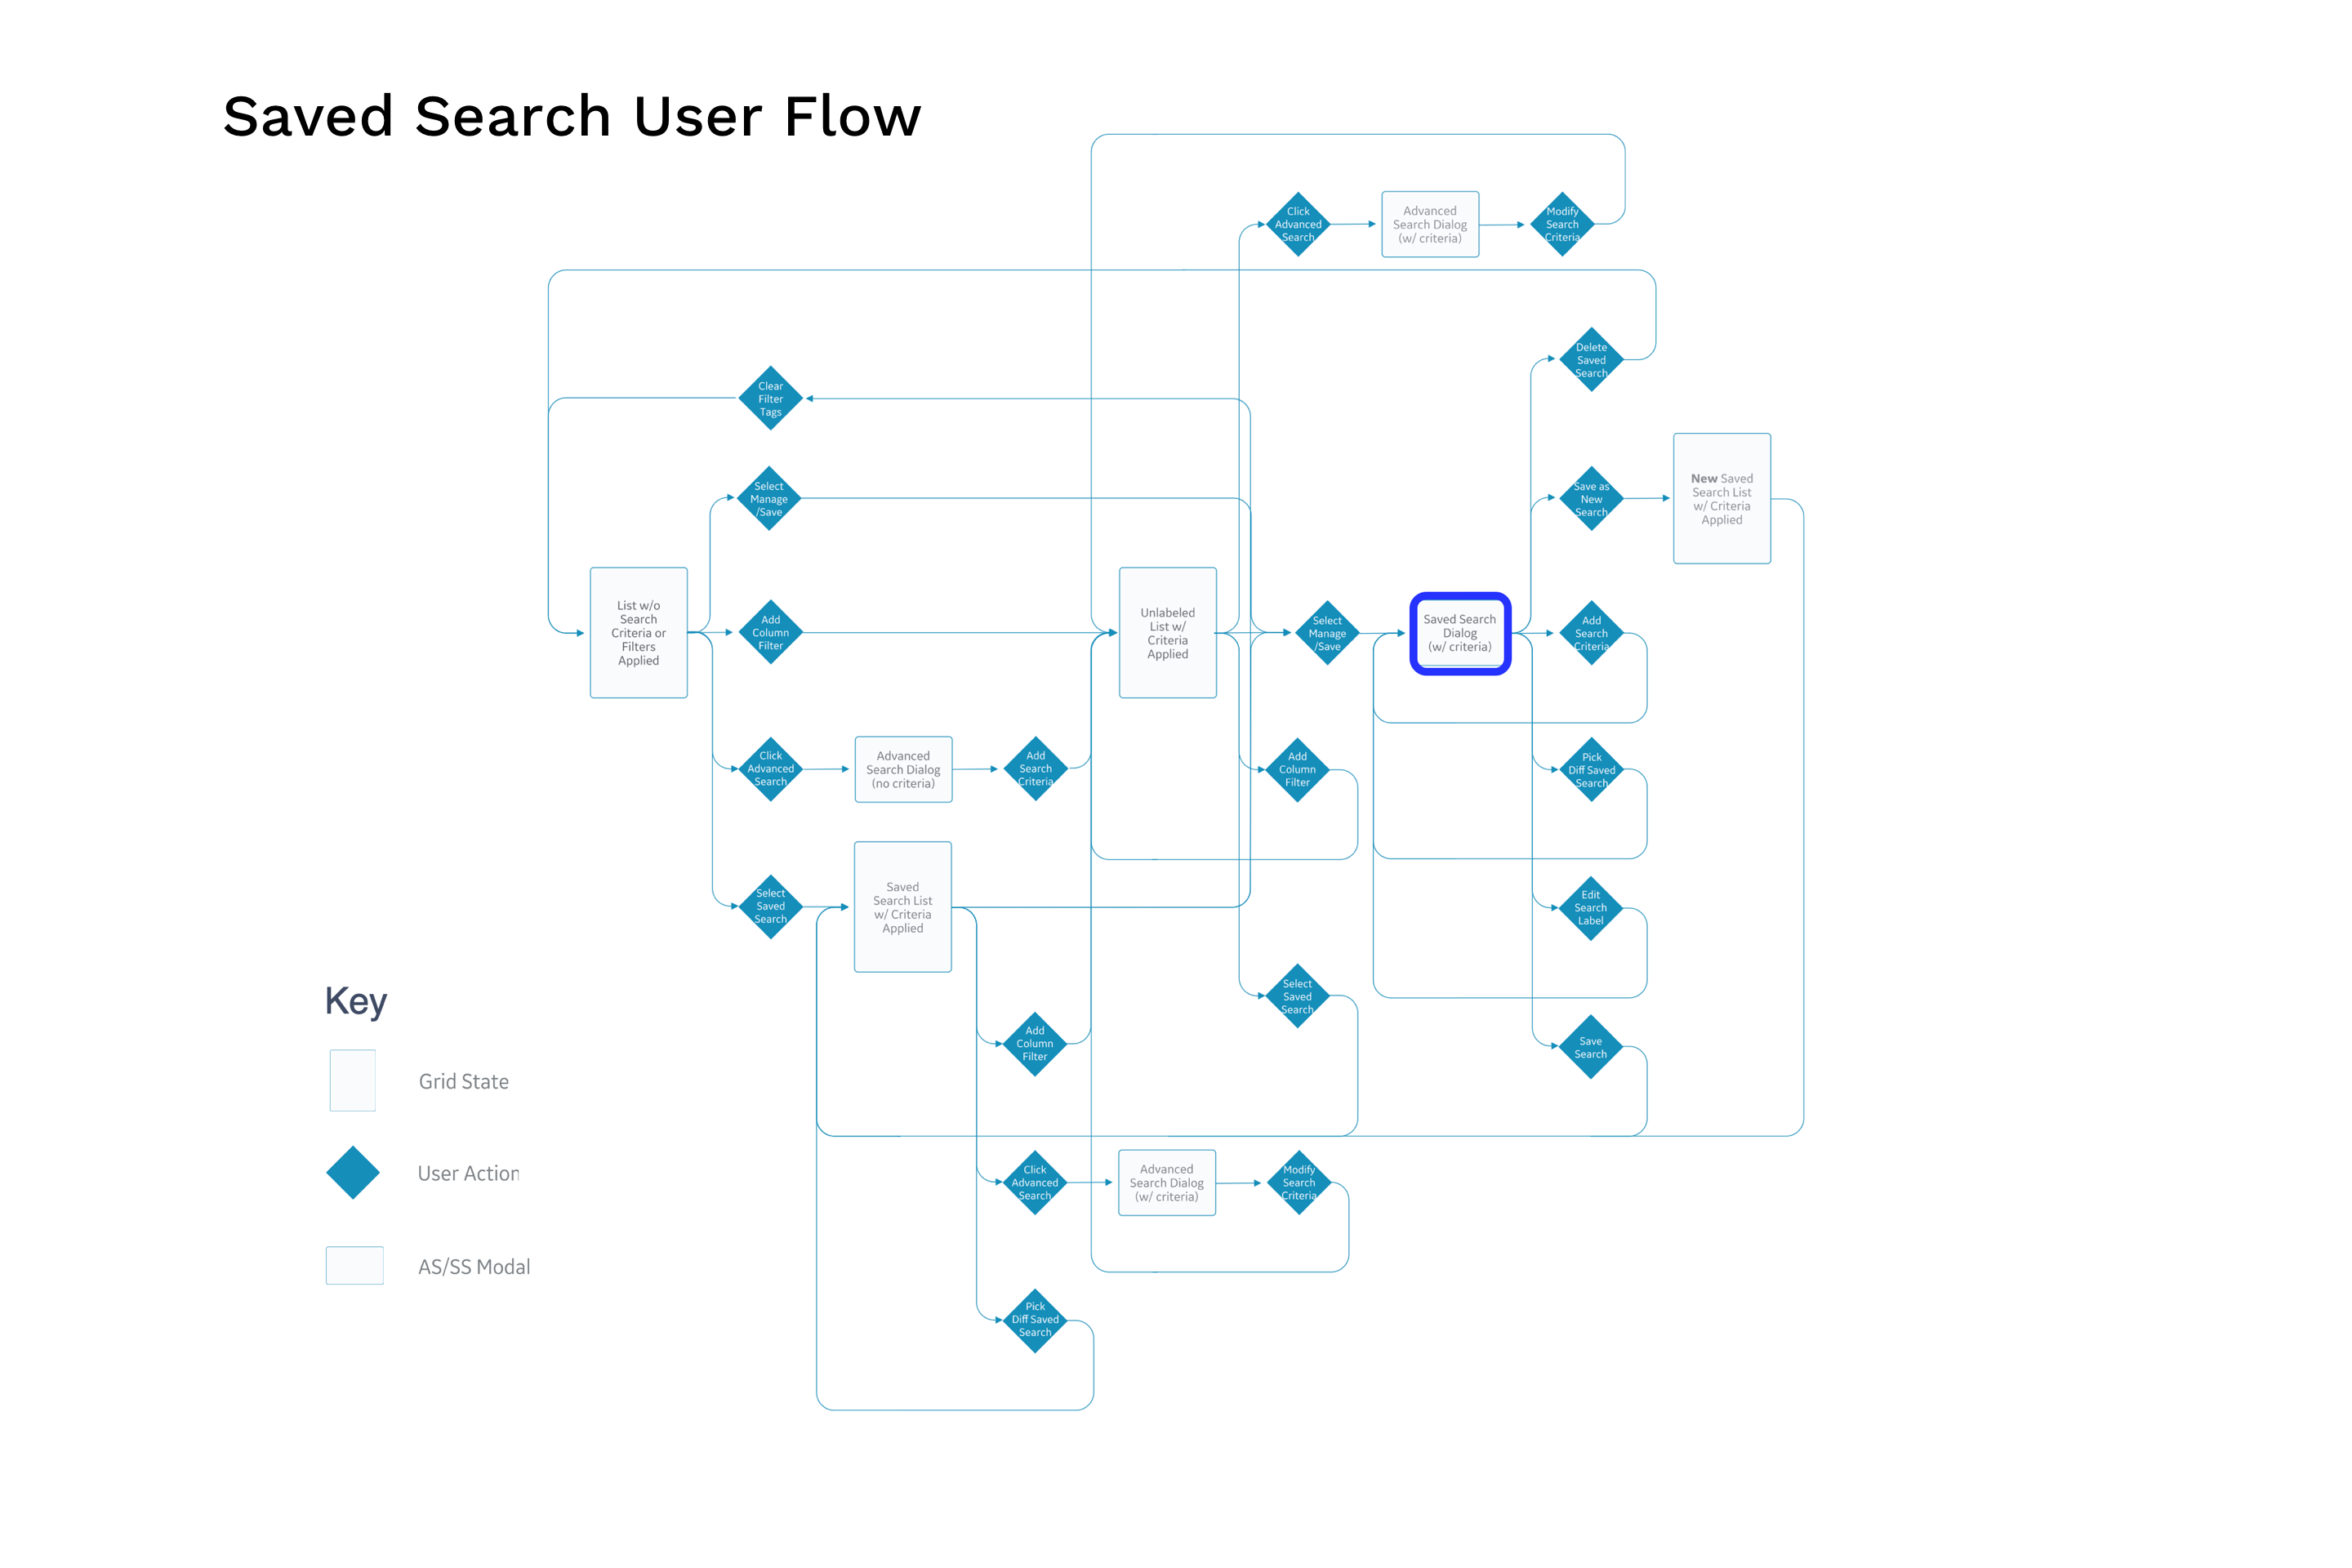 Saved Search User Flow
Click
Advanced
Search
Advanced
Search Dialog
(w/ criteria)
Modify
Search
Criteria
Delete
Saved
Search
Clear
Filter
Tags
Select
Manage
/Save
Save as
New
Search
New Saved
Search List
w/ Criteria
Applied
List w/o
Search
Criteria or
Filters
Applied
Add
Column
Filter
Unlabeled
List w/
Criteria
Applied
Select
Manage
/Save
Saved Search
Dialog
(w/ criteria)
Add
Search
Criteria
Click
Advanced
Search
Advanced
Search Dialog
(no criteria)
Add
Search
Criteria
Add
Column
Filter
Pick
Diff Saved
Search
Select
Saved
Search
Saved
Search List
w/ Criteria
Applied
Edit
Search
Label
Select
Saved
Search
Add
Column
Filter
Save
Search
Click
Advanced
Search
Advanced
Search Dialog
(w/ criteria)
Modify
Search
Criteria
Pick
Diff Saved
Search
Key
Grid State
User Action
AS/SS Modal